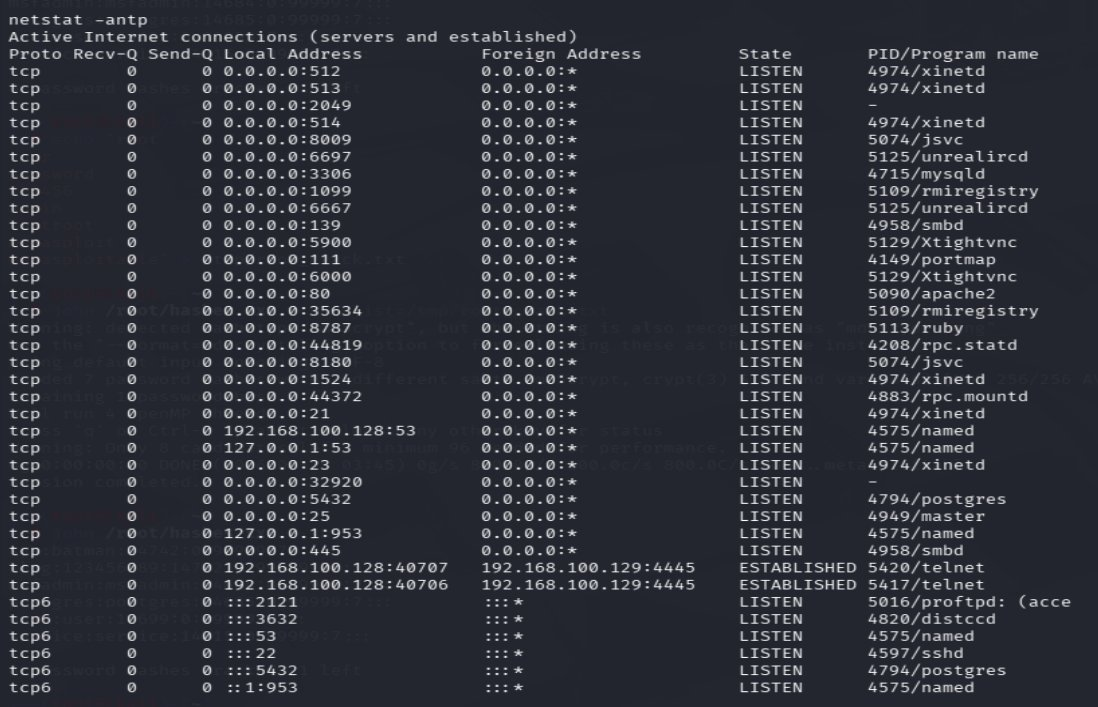 netstat -antp
Active Internet connections (servers and established)
Proto Recv-Q Send-Q Local Address Foreign Address State PID/Program name
tcp 0 0 0.0.0.0:512 0.0.0.0:* LISTEN 4974/xinetd
tcp 0 0 0.0.0.0:513 0.0.0.0:* LISTEN 4974/xinetd
tcp 0 0 0.0.0.0:2049 0.0.0.0:* LISTEN -
tcp 0 0 0.0.0.0:514 0.0.0.0:* LISTEN 4974/xinetd
tcp 0 0 0.0.0.0:8009 0.0.0.0:* LISTEN 5074/jsvc
tcp 0 0 0.0.0.0:6697 0.0.0.0:* LISTEN 5125/unrealircd
tcp 0 0 0.0.0.0:3306 0.0.0.0:* LISTEN 4715/mysqld
tcp 0 0 0.0.0.0:1099 0.0.0.0:* LISTEN 5109/rmiregistry
tcp 0 0 0.0.0.0:6667 0.0.0.0:* LISTEN 5125/unrealircd
tcp 0 0 0.0.0.0:139 0.0.0.0:* LISTEN 4958/smbd
tcp 0 0 0.0.0.0:5900 0.0.0.0:* LISTEN 5129/Xtightvnc
tcp 0 0 0.0.0.0:111 0.0.0.0:* LISTEN 4149/portmap
tcp 0 0 0.0.0.0:6000 0.0.0.0:* LISTEN 5129/Xtightvnc
tcp 0 0 0.0.0.0:80 0.0.0.0:* LISTEN 5090/apache2
tcp 0 0 0.0.0.0:35634 0.0.0.0:* LISTEN 5109/rmiregistry
tcp 0 0 0.0.0.0:8787 0.0.0.0:* LISTEN 5113/ruby
tcp 0 0 0.0.0.0:44819 0.0.0.0:* LISTEN 4208/rpc.statd
tcp 0 0 0.0.0.0:8180 0.0.0.0:* LISTEN 5074/jsvc
tcp 0 0 0.0.0.0:1524 0.0.0.0:* LISTEN 4974/xinetd
tcp 0 0 0.0.0.0:44372 0.0.0.0:* LISTEN 4883/rpc.mountd
tcp 0 0 0.0.0.0:21 0.0.0.0:* LISTEN 4974/xinetd
tcp 0 0 192.168.100.128:53 0.0.0.0:* LISTEN 4575/named
tcp 0 0 127.0.0.1:53 0.0.0.0:* LISTEN 4575/named
tcp 0 0 0.0.0.0:23 0.0.0.0:* LISTEN 4974/xinetd
tcp 0 0 0.0.0.0:32920 0.0.0.0:* LISTEN -
tcp 0 0 0.0.0.0:5432 0.0.0.0:* LISTEN 4794/postgres
tcp 0 0 0.0.0.0:25 0.0.0.0:* LISTEN 4949/master
tcp 0 0 127.0.0.1:953 0.0.0.0:* LISTEN 4575/named
tcp 0 0 0.0.0.0:445 0.0.0.0:* LISTEN 4958/smbd
tcp 0 0 192.168.100.128:40707 192.168.100.129:4445 ESTABLISHED 5420/telnet
tcp 0 0 192.168.100.128:40706 192.168.100.129:4445 ESTABLISHED 5417/telnet
tcp6 0 0 :::2121 :::* LISTEN 5016/proftpd: (acce
tcp6 0 0 :::3632 :::* LISTEN 4820/distccd
tcp6 0 0 :::53 :::* LISTEN 4575/named
tcp6 0 0 :::22 :::* LISTEN 4597/sshd
tcp6 0 0 :::5432 :::* LISTEN 4794/postgres
tcp6 0 0 ::1:953 :::* LISTEN 4575/named